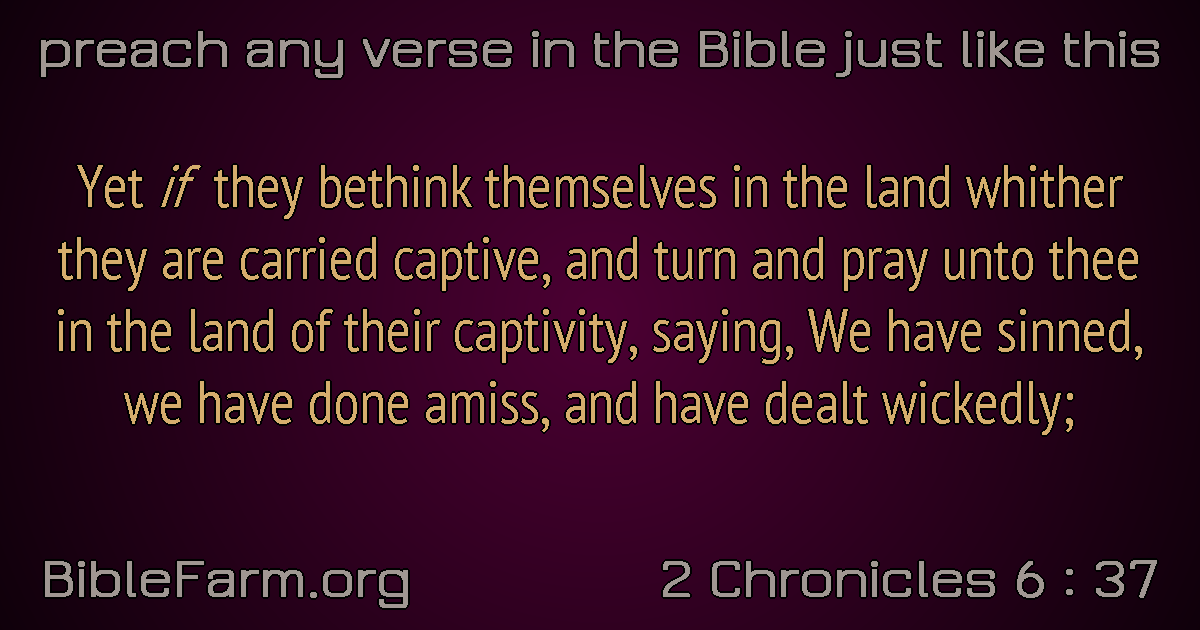 preach any verse in the Bible just like this
Yet if they bethink themselves in the land whither
they are carried captive, and turn and pray unto thee
in the land of their captivity, saying, We have sinned,
we have done amiss, and have dealt wickedly;
BibleFarm.org
2 Chronicles 6 : 37